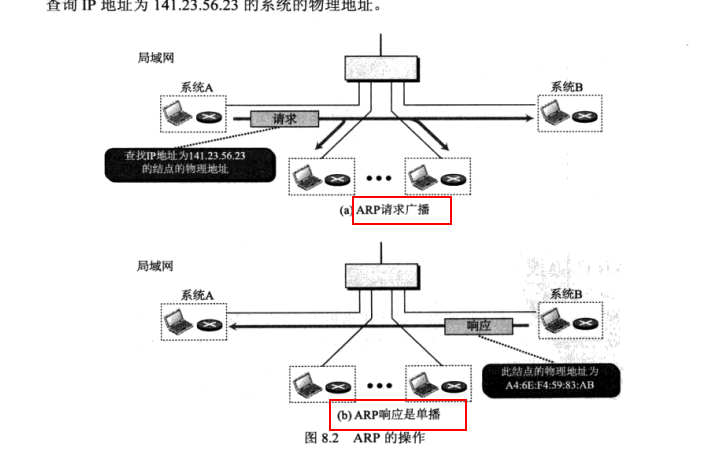 查询 IP 地址为 141.23.56.23 的系统的物理地址。
局域网
系统A
系统B
请求
查找IP地址为141.23.56.23
的结点的物理地址
(a) ARP请求广播
局域网
系统A
系统B
响应
此结点的物理地址为
A4:6E:F4:59:83:AB
(b) ARP响应是单播
图 8.2 ARP 的操作